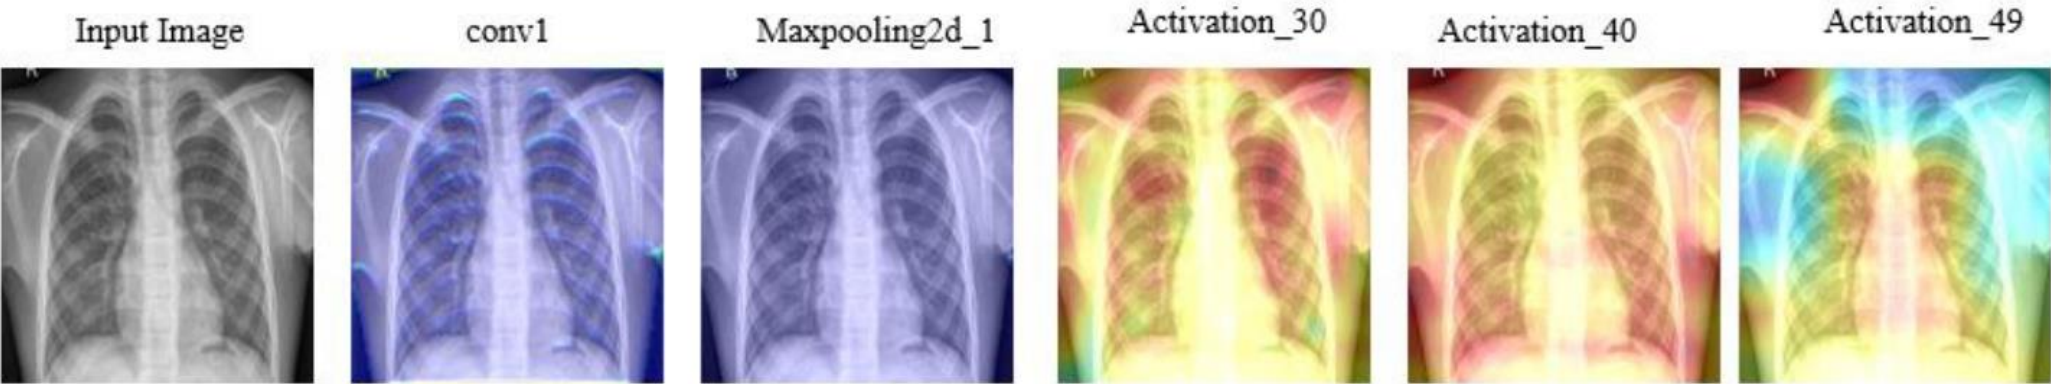 Input Image
conv1
Maxpooling2d_1
Activation_30
Activation_40
Activation_49